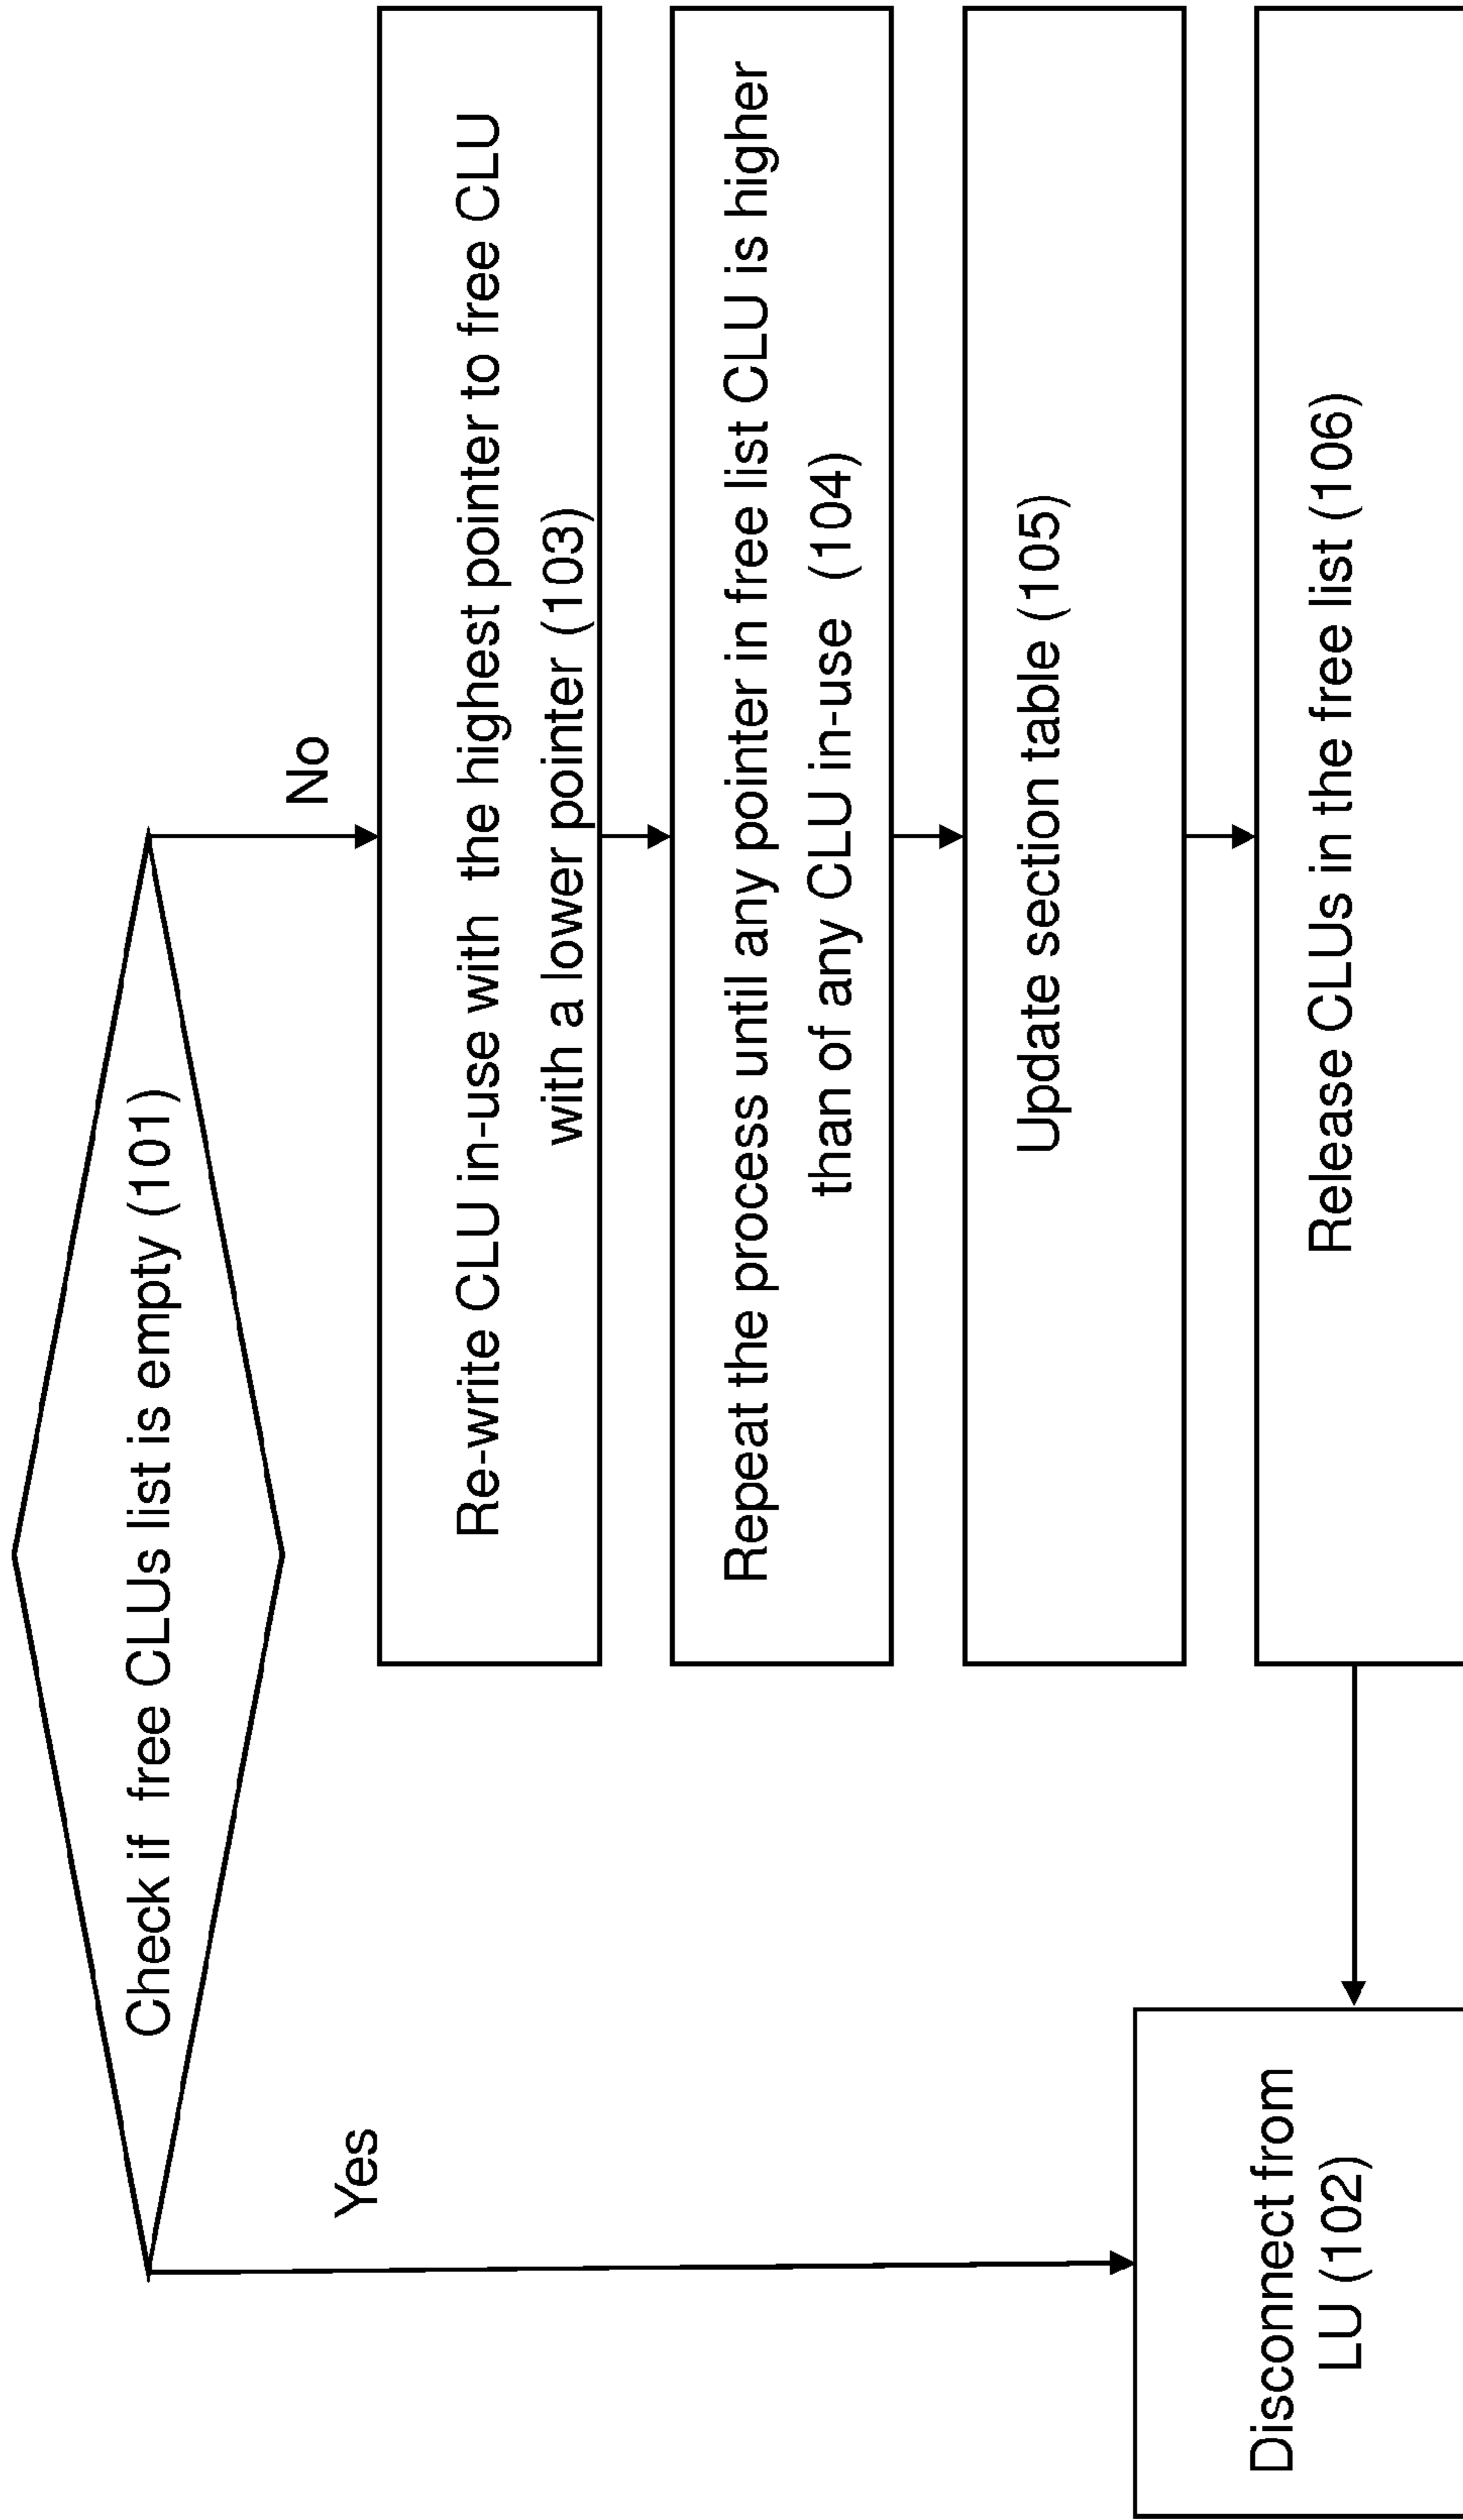 Check if free CLUs list is empty (101)
No
Yes
Re-write CLU in-use with the highest pointer to free CLU
with a lower pointer (103)
Repeat the process until any pointer in free list CLU is higher
than of any CLU in-use (104)
Update section table (105)
Release CLUs in the free list (106)
Disconnect from
LU (102)